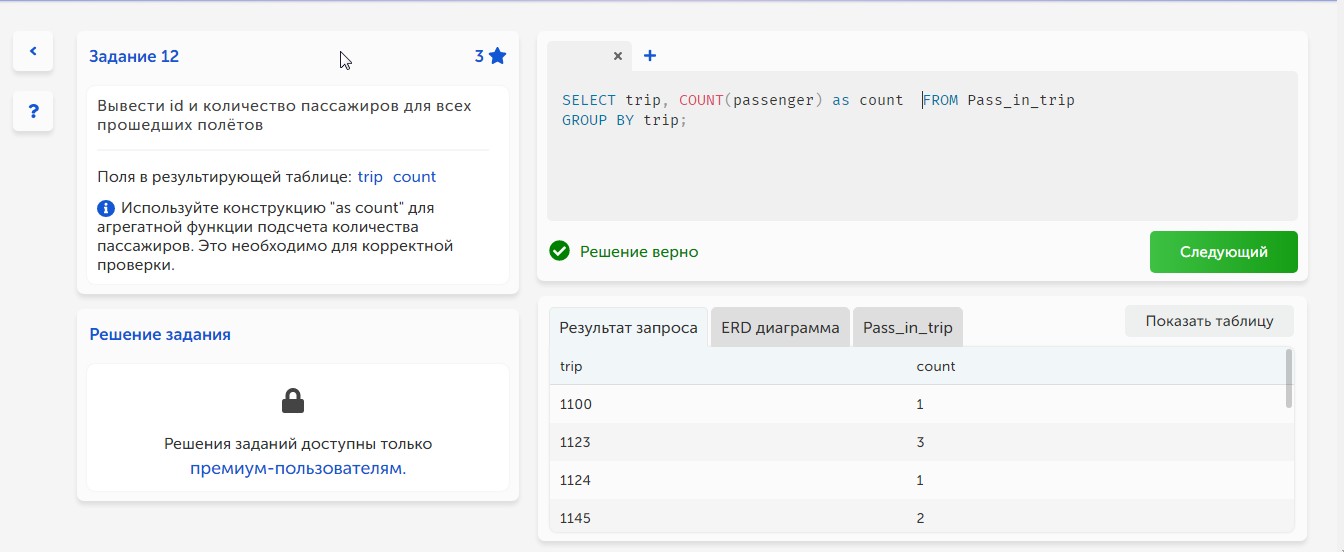 Задание 12
3
?
Вывести id и количество пассажиров для всех
прошедших полётов
Поля в результирующей таблице: trip count
Используйте конструкцию "as count" для
агрегатной функции подсчета количества
пассажиров. Это необходимо для корректной
проверки.
Решение задания
Решения заданий доступны только
премиум-пользователям.
SELECT trip, COUNT(passenger) as count FROM Pass_in_trip
GROUP BY trip;
Решение верно
Следующий
Результат запроса
ERD диаграмма
Pass_in_trip
Показать таблицу
trip count
1100 1
1123 3
1124 1
1145 2